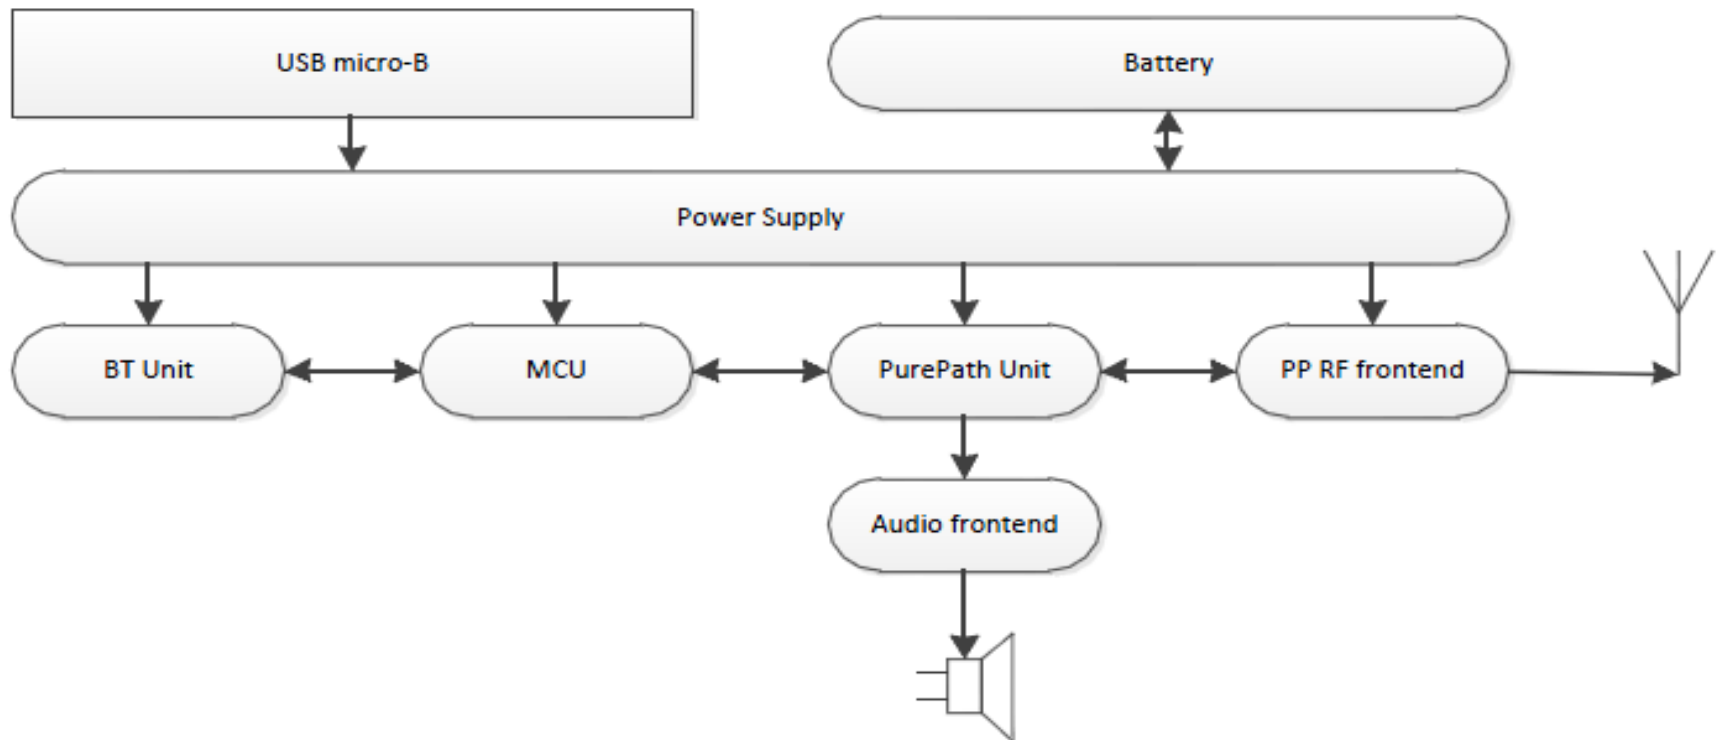 USB micro-B
Battery
Power Supply
BT Unit
MCU
PurePath Unit
PP RF frontend
Audio frontend